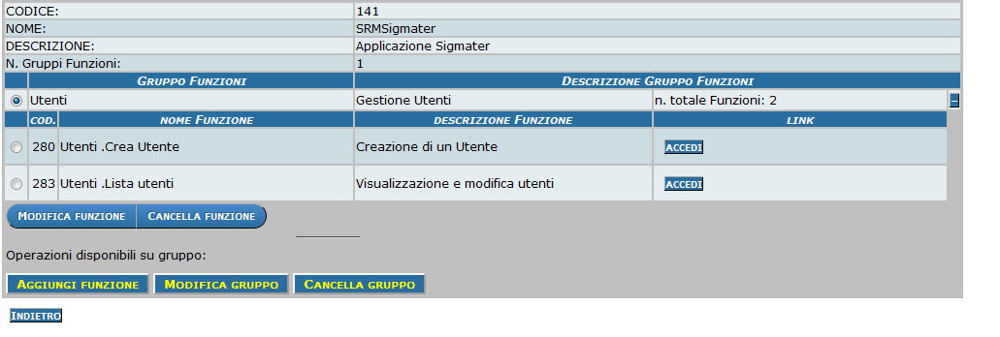 CODICE: 141
NOME: SRMSigmater
DESCRIZIONE: Applicazione Sigmater
N. Gruppi Funzioni: 1
GRUPPO FUNZIONI DESCRIZIONE GRUPPO FUNZIONI
Utenti Gestione Utenti n. totale Funzioni: 2 –
COD. NOME FUNZIONE DESCRIZIONE FUNZIONE LINK
280 Utenti .Crea Utente Creazione di un Utente ACCEDI
283 Utenti .Lista utenti Visualizzazione e modifica utenti ACCEDI
MODIFICA FUNZIONE CANCELLA FUNZIONE
Operazioni disponibili su gruppo:
AGGIUNGI FUNZIONE MODIFICA GRUPPO CANCELLA GRUPPO
INDIETRO